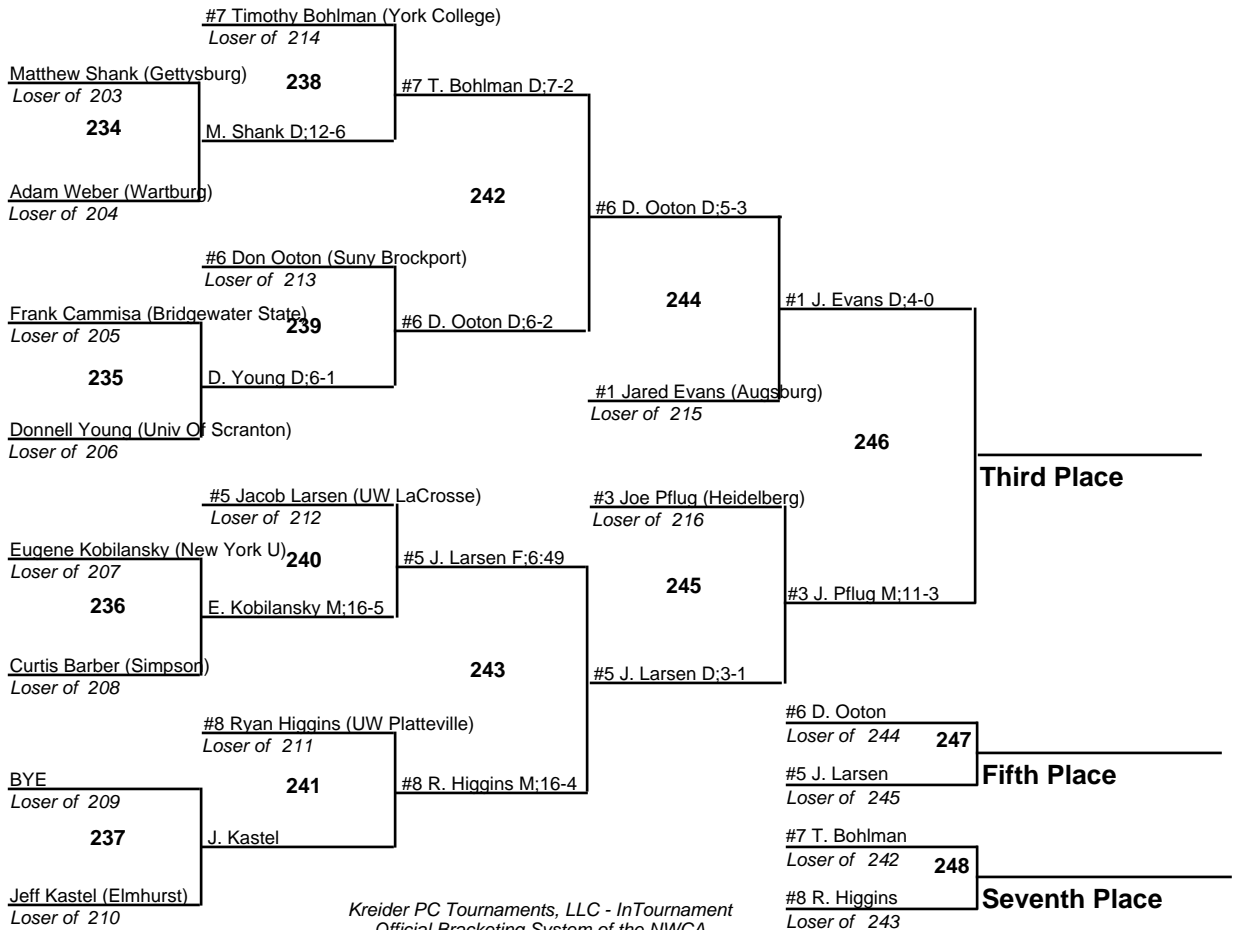 #7 Timothy Bohlman (York College)
Loser of 214
Matthew Shank (Gettysburg)
Loser of 203
238
#7 T. Bohlman D;7-2
234
M. Shank D;12-6
Adam Weber (Wartburg)
Loser of 204
242
#6 D. Ooton D;5-3
#6 Don Ooton (Suny Brockport)
Loser of 213
Frank Cammisa (Bridgewater State)
Loser of 205
239
#6 D. Ooton D;6-2
244
#1 J. Evans D;4-0
235
D. Young D;6-1
#1 Jared Evans (Augsburg)
Loser of 215
Donnell Young (Univ Of Scranton)
Loser of 206
246
Third Place
#5 Jacob Larsen (UW LaCrosse)
Loser of 212
#3 Joe Pflug (Heidelberg)
Loser of 216
Eugene Kobilansky (New York U)
Loser of 207
240
#5 J. Larsen F;6:49
245
236
E. Kobilansky M;16-5
#3 J. Pflug M;11-3
Curtis Barber (Simpson)
Loser of 208
243
#5 J. Larsen D;3-1
#8 Ryan Higgins (UW Platteville)
Loser of 211
#6 D. Ooton
Loser of 244
247
BYE
Loser of 209
241
#8 R. Higgins M;16-4
#5 J. Larsen
Loser of 245
Fifth Place
237
J. Kastel
#7 T. Bohlman
Loser of 242
248
Jeff Kastel (Elmhurst)
Loser of 210
#8 R. Higgins
Loser of 243
Seventh Place
Kreider PC Tournaments, LLC - InTournament
Official Bracketing System of the NWCA